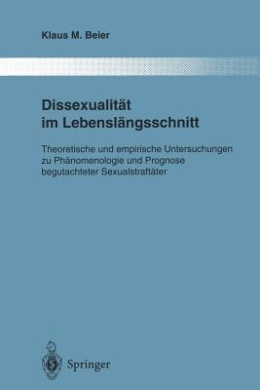 Klaus M. Beier
Dissexualität
im Lebenslängsschnitt
Theoretische und empirische Untersuchungen
zu Phänomenologie und Prognose
begutachteter Sexualstraftäter
Springer